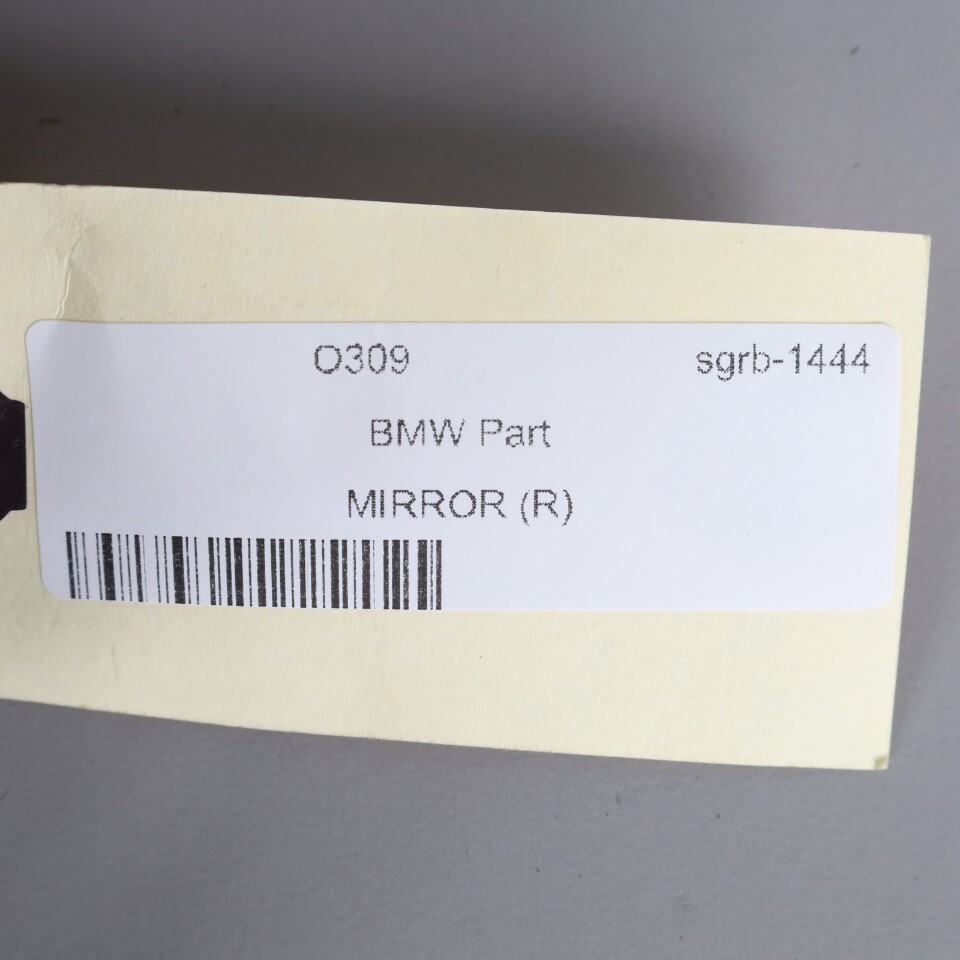 O309 sgrb-1444
BMW Part
MIRROR (R)